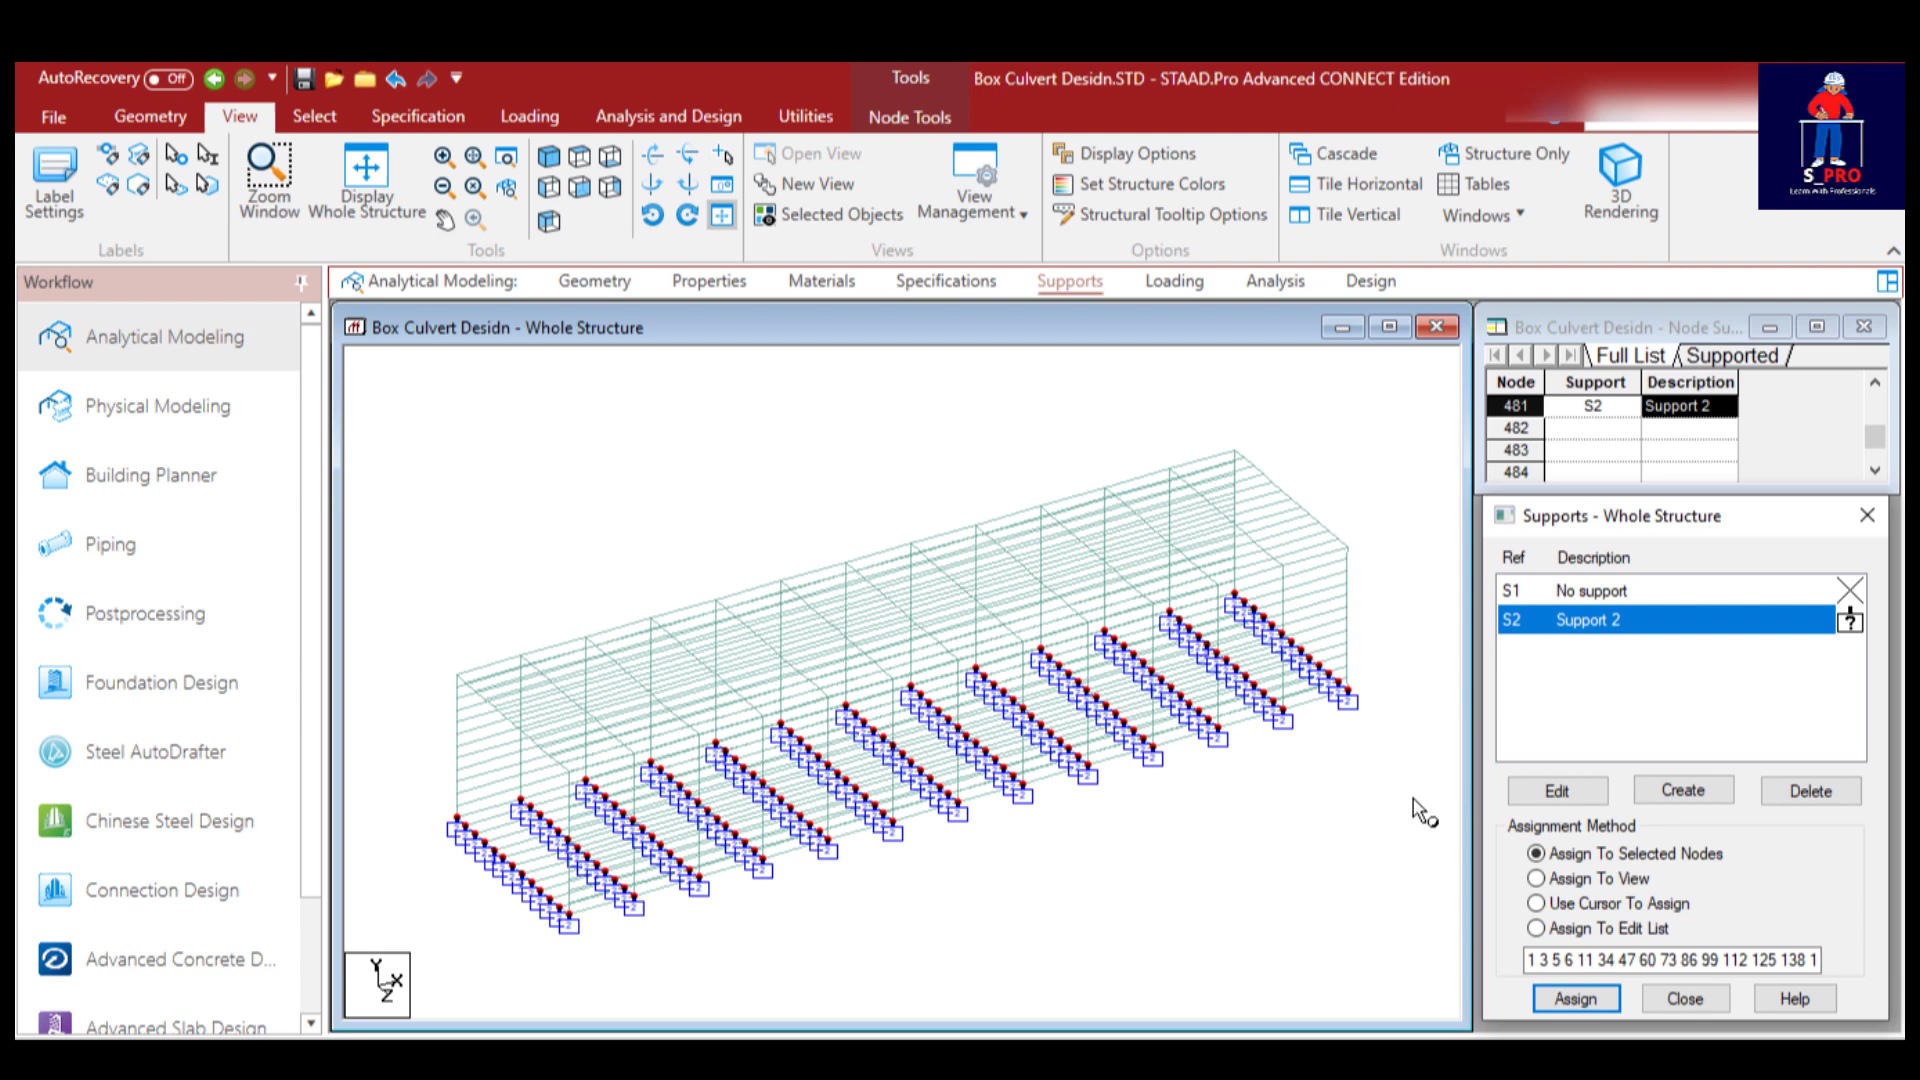 AutoRecovery Off
Tools
Box Culvert Desidn.STD - STAAD.Pro Advanced CONNECT Edition
File Geometry View Select Specification Loading Analysis and Design Utilities Node Tools
S_PRO
Learn with Professionals
Label Settings
Zoom Window
Display Whole Structure
Open View
New View
Selected Objects
View Management
Display Options
Set Structure Colors
Structural Tooltip Options
Cascade
Tile Horizontal
Tile Vertical
Structure Only
Tables
Windows
3D Rendering
Labels Tools Views Options Windows
Workflow
Analytical Modeling: Geometry Properties Materials Specifications Supports Loading Analysis Design
Analytical Modeling
Physical Modeling
Building Planner
Piping
Postprocessing
Foundation Design
Steel AutoDrafter
Chinese Steel Design
Connection Design
Advanced Concrete D...
Advanced Slab Design
Box Culvert Desidn - Whole Structure
Y
X
Z
Box Culvert Desidn - Node Su...
Full List Supported
Node Support Description
481 S2 Support 2
482
483
484
Supports - Whole Structure
Ref Description
S1 No support
S2 Support 2
?
Edit Create Delete
Assignment Method
Assign To Selected Nodes
Assign To View
Use Cursor To Assign
Assign To Edit List
1 3 5 6 11 34 47 60 73 86 99 112 125 138 1
Assign Close Help